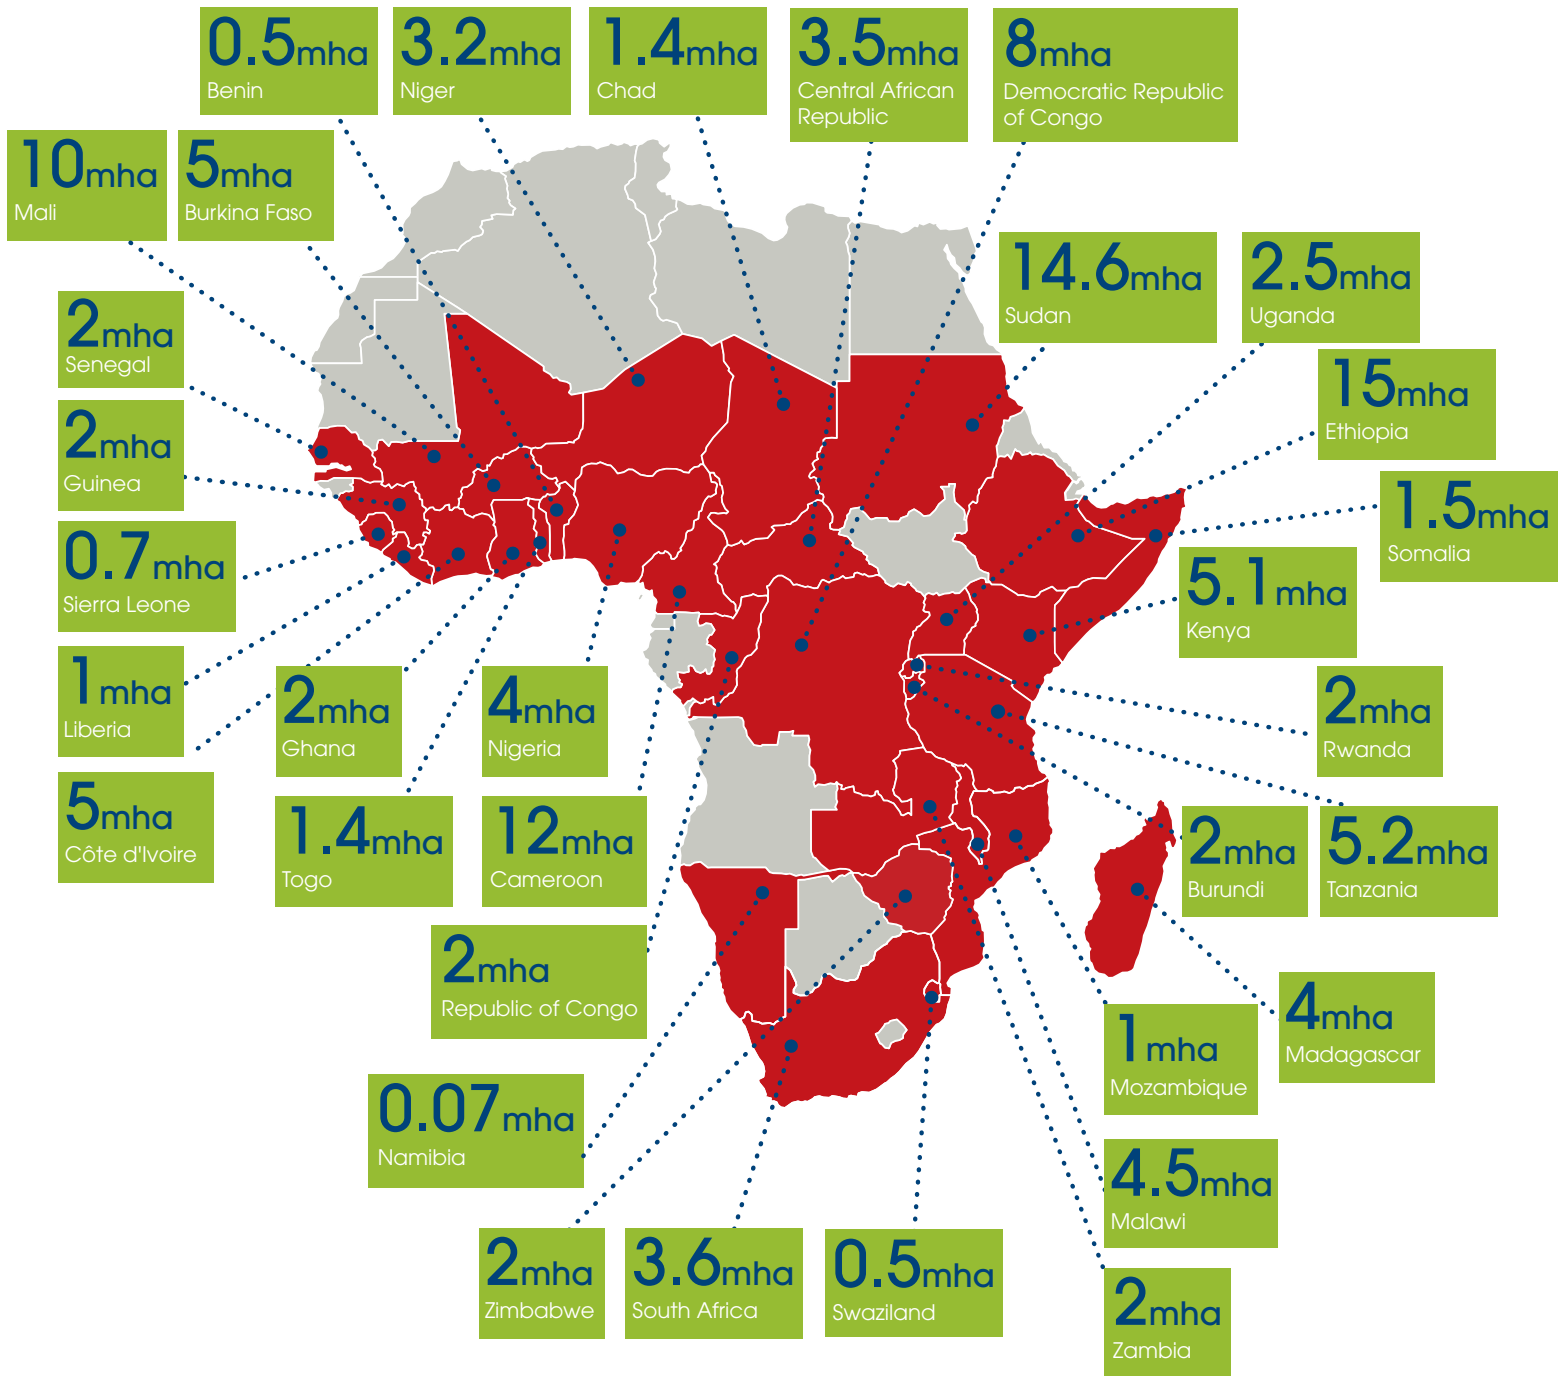 0.5mha
Benin
3.2mha
Niger
1.4mha
Chad
3.5mha
Central African
Republic
8mha
Democratic Republic
of Congo
10mha
Mali
5mha
Burkina Faso
14.6mha
Sudan
2.5mha
Uganda
2mha
Senegal
15mha
Ethiopia
2mha
Guinea
1.5mha
Somalia
0.7mha
Sierra Leone
5.1mha
Kenya
1mha
Liberia
2mha
Ghana
4mha
Nigeria
2mha
Rwanda
5mha
Côte d'Ivoire
1.4mha
Togo
12mha
Cameroon
2mha
Burundi
5.2mha
Tanzania
2mha
Republic of Congo
4mha
Madagascar
1mha
Mozambique
0.07mha
Namibia
4.5mha
Malawi
2mha
Zimbabwe
3.6mha
South Africa
0.5mha
Swaziland
2mha
Zambia